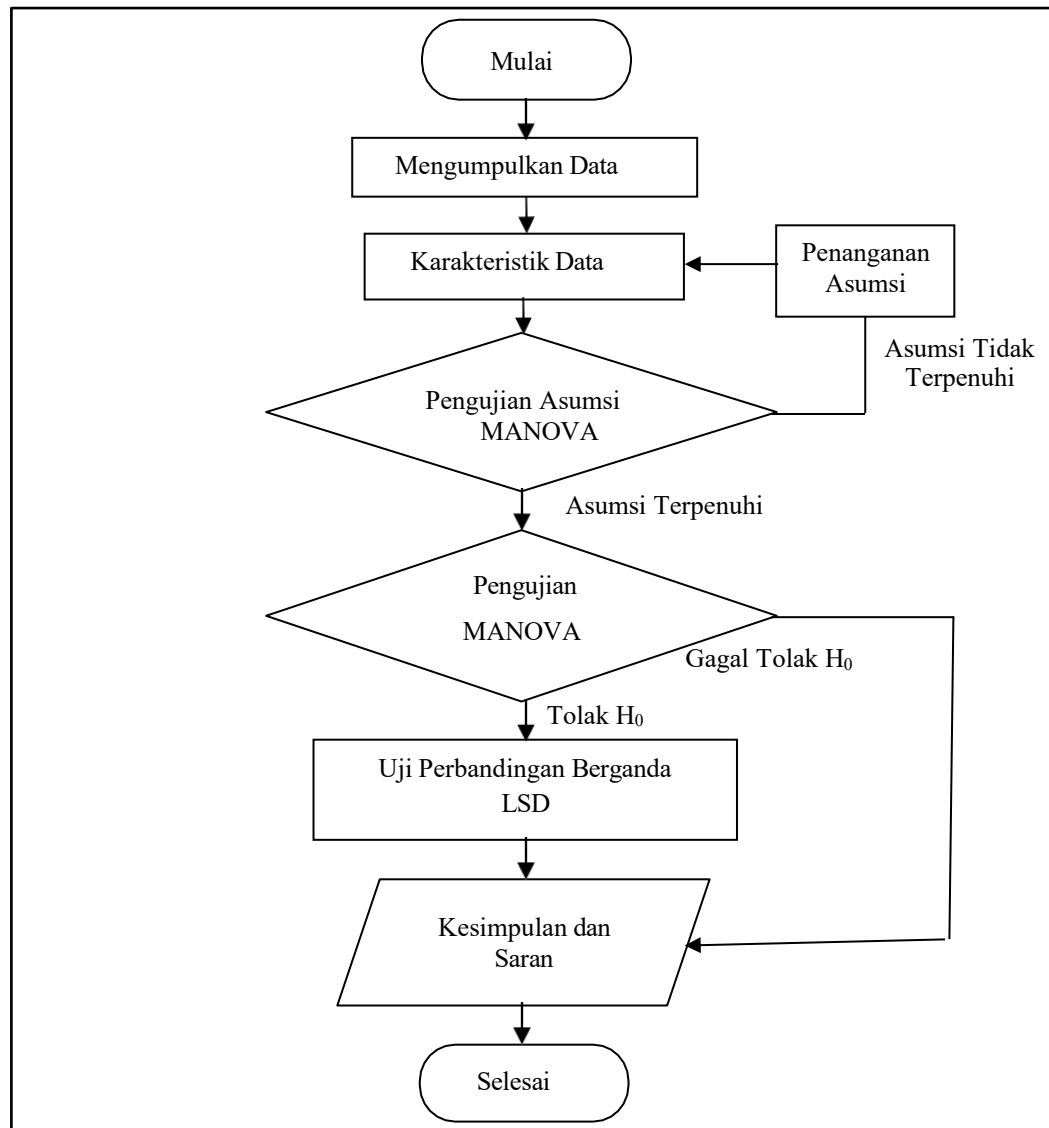 Mulai
Mengumpulkan Data
Karakteristik Data
Penanganan
Asumsi
Asumsi Tidak
Terpenuhi
Pengujian Asumsi
MANOVA
Asumsi Terpenuhi
Pengujian
MANOVA
Gagal Tolak H₀
Tolak H₀
Uji Perbandingan Berganda
LSD
Kesimpulan dan
Saran
Selesai